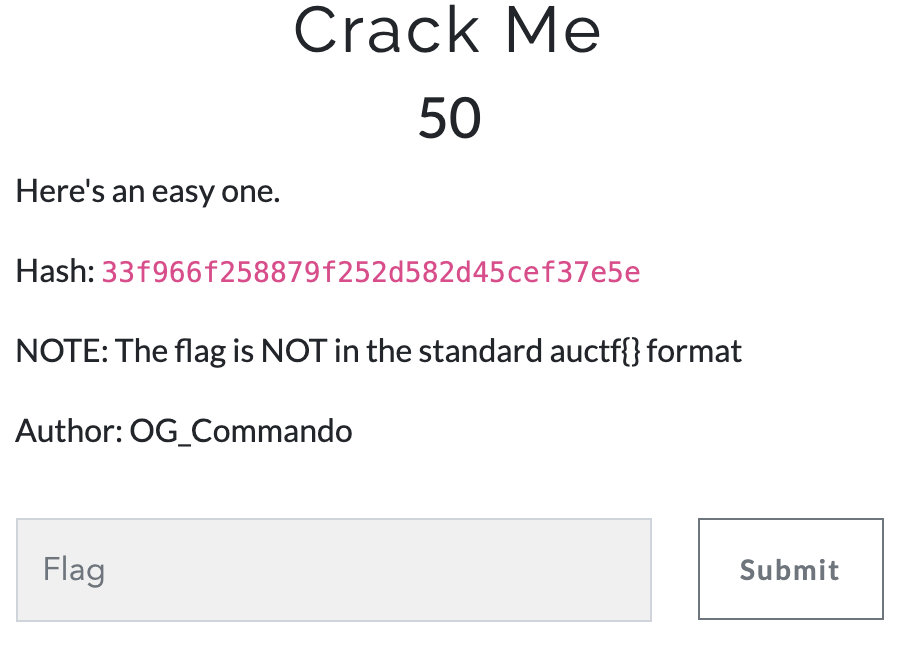 Crack Me
50
Here's an easy one.
Hash: 33f966f258879f252d582d45cef37e5e
NOTE: The flag is NOT in the standard auctf{} format
Author: OG_Commando
Flag
Submit